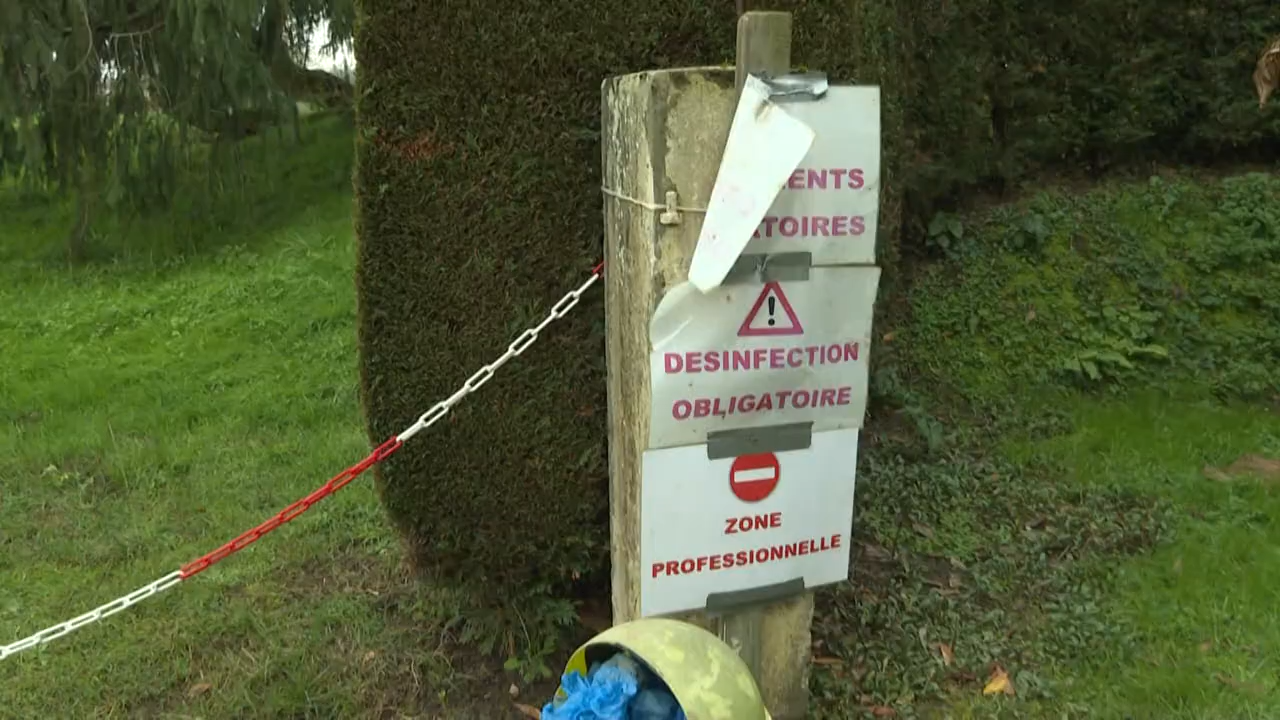 ENTS
TOIRES
DESINFECTION
OBLIGATOIRE
ZONE
PROFESSIONNELLE